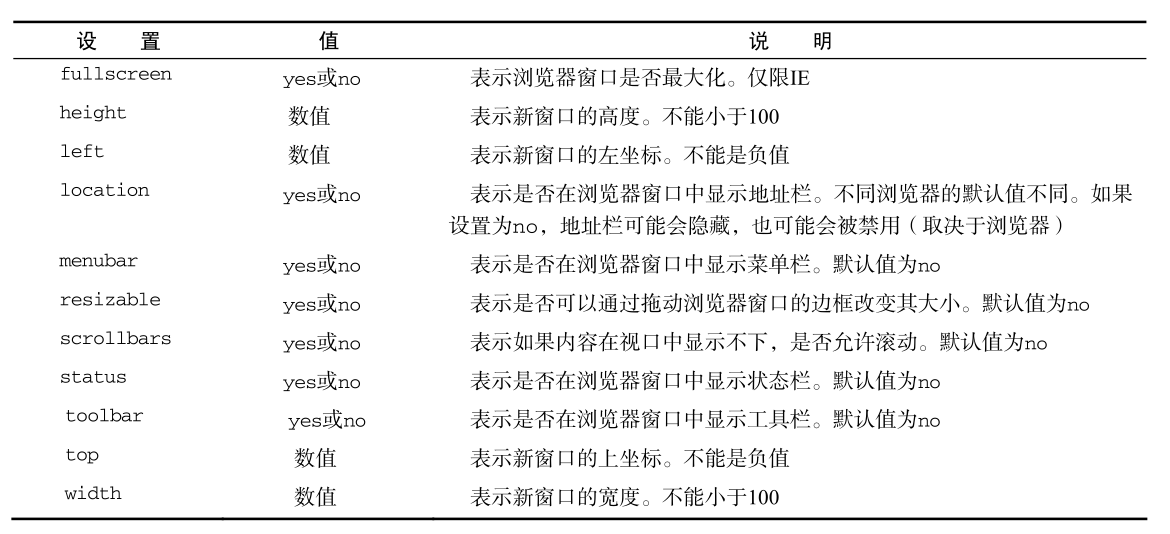 设 置 值 说 明
fullscreen yes或no 表示浏览器窗口是否最大化。仅限IE
height 数值 表示新窗口的高度。不能小于100
left 数值 表示新窗口的左坐标。不能是负值
location yes或no 表示是否在浏览器窗口中显示地址栏。不同浏览器的默认值不同。如果
设置为no，地址栏可能会隐藏，也可能会被禁用（取决于浏览器）
menubar yes或no 表示是否在浏览器窗口中显示菜单栏。默认值为no
resizable yes或no 表示是否可以通过拖动浏览器窗口的边框改变其大小。默认值为no
scrollbars yes或no 表示如果内容在视口中显示不下，是否允许滚动。默认值为no
status yes或no 表示是否在浏览器窗口中显示状态栏。默认值为no
toolbar yes或no 表示是否在浏览器窗口中显示工具栏。默认值为no
top 数值 表示新窗口的上坐标。不能是负值
width 数值 表示新窗口的宽度。不能小于100